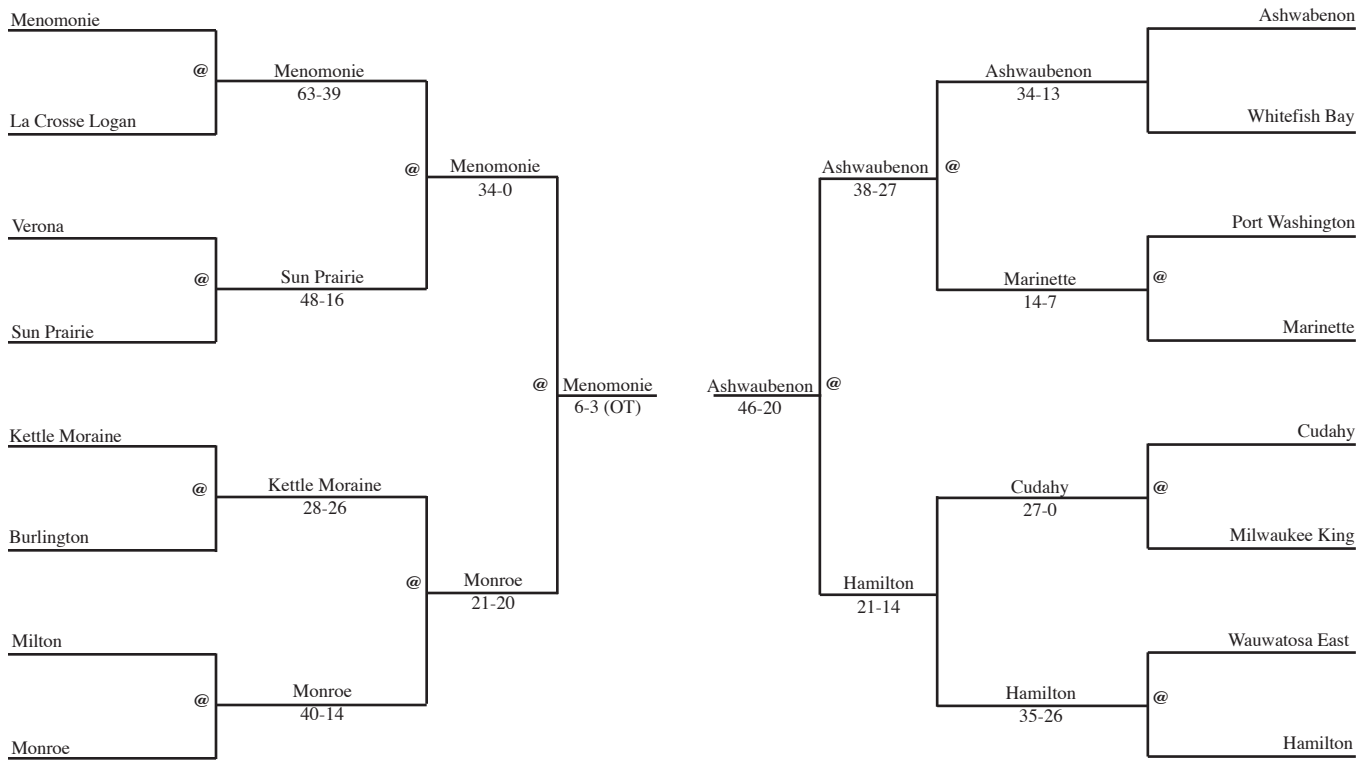 Menomonie
@
Menomonie
63-39
La Crosse Logan
@
Menomonie
34-0
Verona
@
Sun Prairie
48-16
Sun Prairie
@
Menomonie
6-3 (OT)
Kettle Moraine
@
Kettle Moraine
28-26
Burlington
@
Monroe
21-20
Milton
@
Monroe
40-14
Monroe
Ashwabenon
Ashwaubenon
34-13
Whitefish Bay
Ashwaubenon
38-27
@
Port Washington
Marinette
14-7
@
Marinette
Ashwaubenon
46-20
@
Cudahy
Cudahy
27-0
@
Milwaukee King
Hamilton
21-14
Wauwatosa East
Hamilton
35-26
@
Hamilton